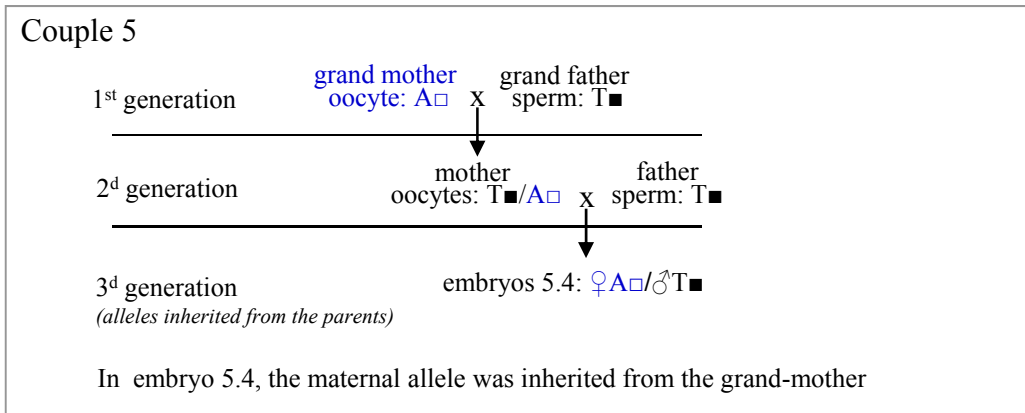 Couple 5
grand mother grand father
1st generation oocyte: A□ x sperm: T■
mother father
2d generation oocytes: T■/A□ x sperm: T■
3d generation embryos 5.4: ♀A□/♂T■
(alleles inherited from the parents)
In embryo 5.4, the maternal allele was inherited from the grand-mother